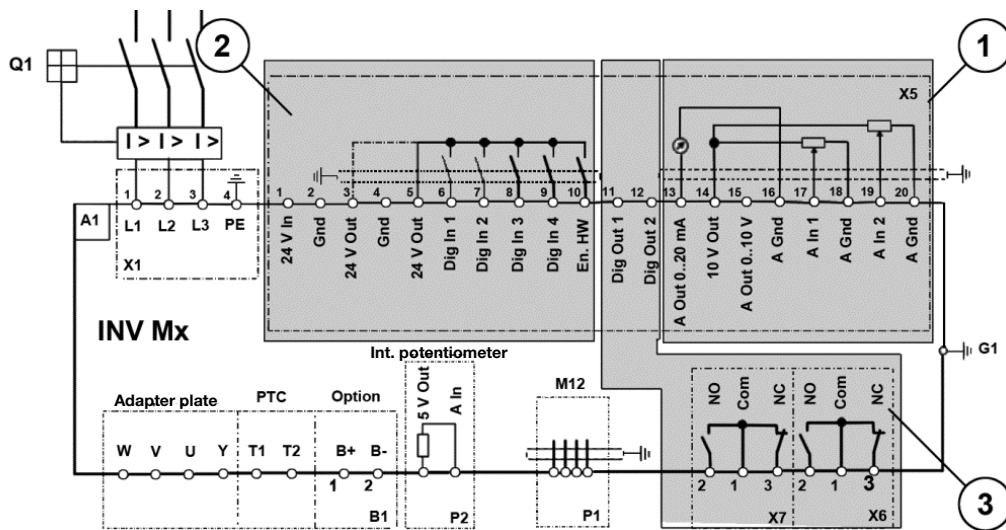 Q1
2
1
X5
I > I > I >
1 2 3 4
1 2 3 4 5 6 7 8 9 10 11 12 13 14 15 16 17 18 19 20
A1
L1 L2 L3 PE
X1
24 V In
Gnd
24 V Out
Gnd
24 V Out
Dig In 1
Dig In 2
Dig In 3
Dig In 4
En. HW
Dig Out 1
Dig Out 2
A Out 0..20 mA
10 V Out
A Out 0..10 V
A Gnd
A In 1
A Gnd
A In 2
A Gnd
INV Mx
G1
Int. potentiometer
Adapter plate PTC Option
5 V Out
A In
M12
NO
Com
NC
NO
Com
NC
W V U Y T1 T2 B+ B-
1 2
2 1 3 2 1 3
B1 P2 P1 X7 X6
3